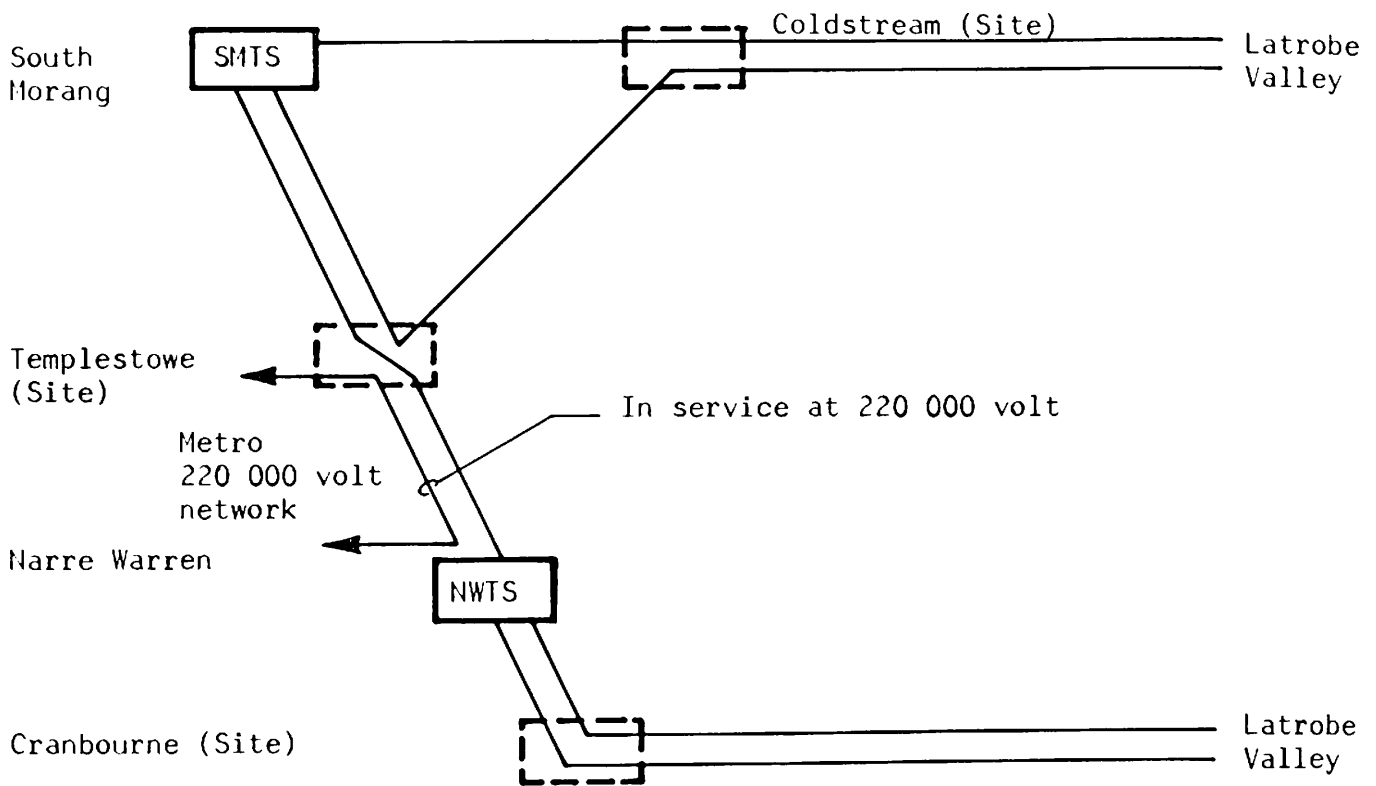 Coldstream (Site)
South
Morang
SMTS
Latrobe
Valley
Templestowe
(Site)
In service at 220 000 volt
Metro
220 000 volt
network
Narre Warren
NWTS
Cranbourne (Site)
Latrobe
Valley